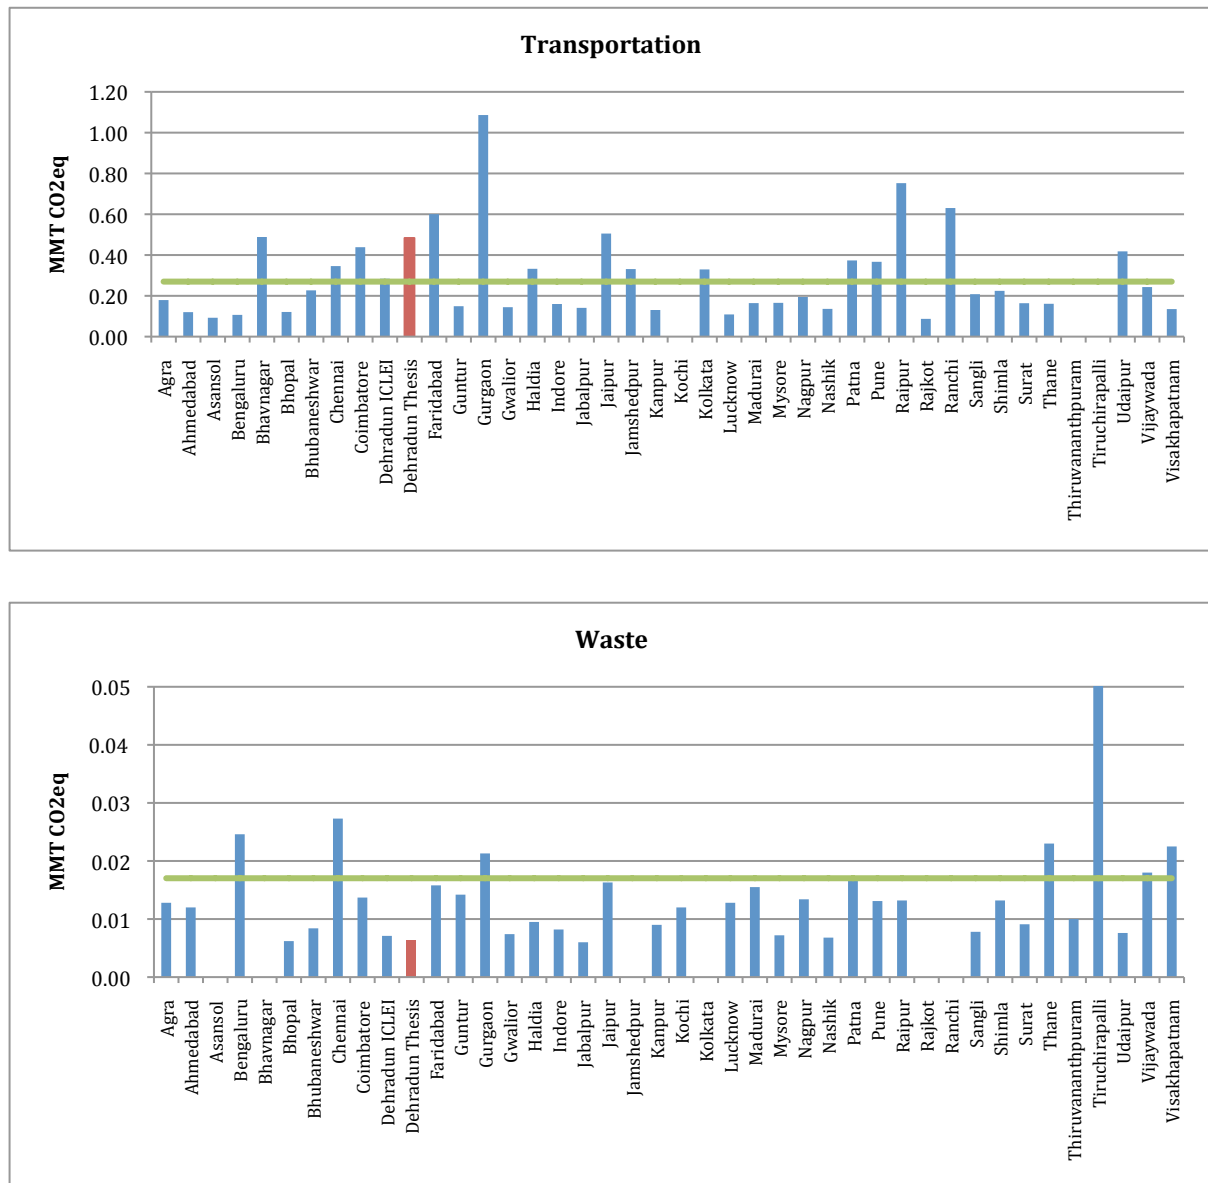 Transportation
MMT CO2eq
1.20
1.00
0.80
0.60
0.40
0.20
0.00
Agra
Ahmedabad
Asansol
Bengaluru
Bhavnagar
Bhopal
Bhubaneshwar
Chennai
Coimbatore
Dehradun ICLEI
Dehradun Thesis
Faridabad
Guntur
Gurgaon
Gwalior
Haldia
Indore
Jabalpur
Jaipur
Jamshedpur
Kanpur
Kochi
Kolkata
Lucknow
Madurai
Mysore
Nagpur
Nashik
Patna
Pune
Raipur
Rajkot
Ranchi
Sangli
Shimla
Surat
Thane
Thiruvananthpuram
Tiruchirapalli
Udaipur
Vijaywada
Visakhapatnam
Waste
MMT CO2eq
0.05
0.04
0.03
0.02
0.01
0.00
Agra
Ahmedabad
Asansol
Bengaluru
Bhavnagar
Bhopal
Bhubaneshwar
Chennai
Coimbatore
Dehradun ICLEI
Dehradun Thesis
Faridabad
Guntur
Gurgaon
Gwalior
Haldia
Indore
Jabalpur
Jaipur
Jamshedpur
Kanpur
Kochi
Kolkata
Lucknow
Madurai
Mysore
Nagpur
Nashik
Patna
Pune
Raipur
Rajkot
Ranchi
Sangli
Shimla
Surat
Thane
Thiruvananthpuram
Tiruchirapalli
Udaipur
Vijaywada
Visakhapatnam